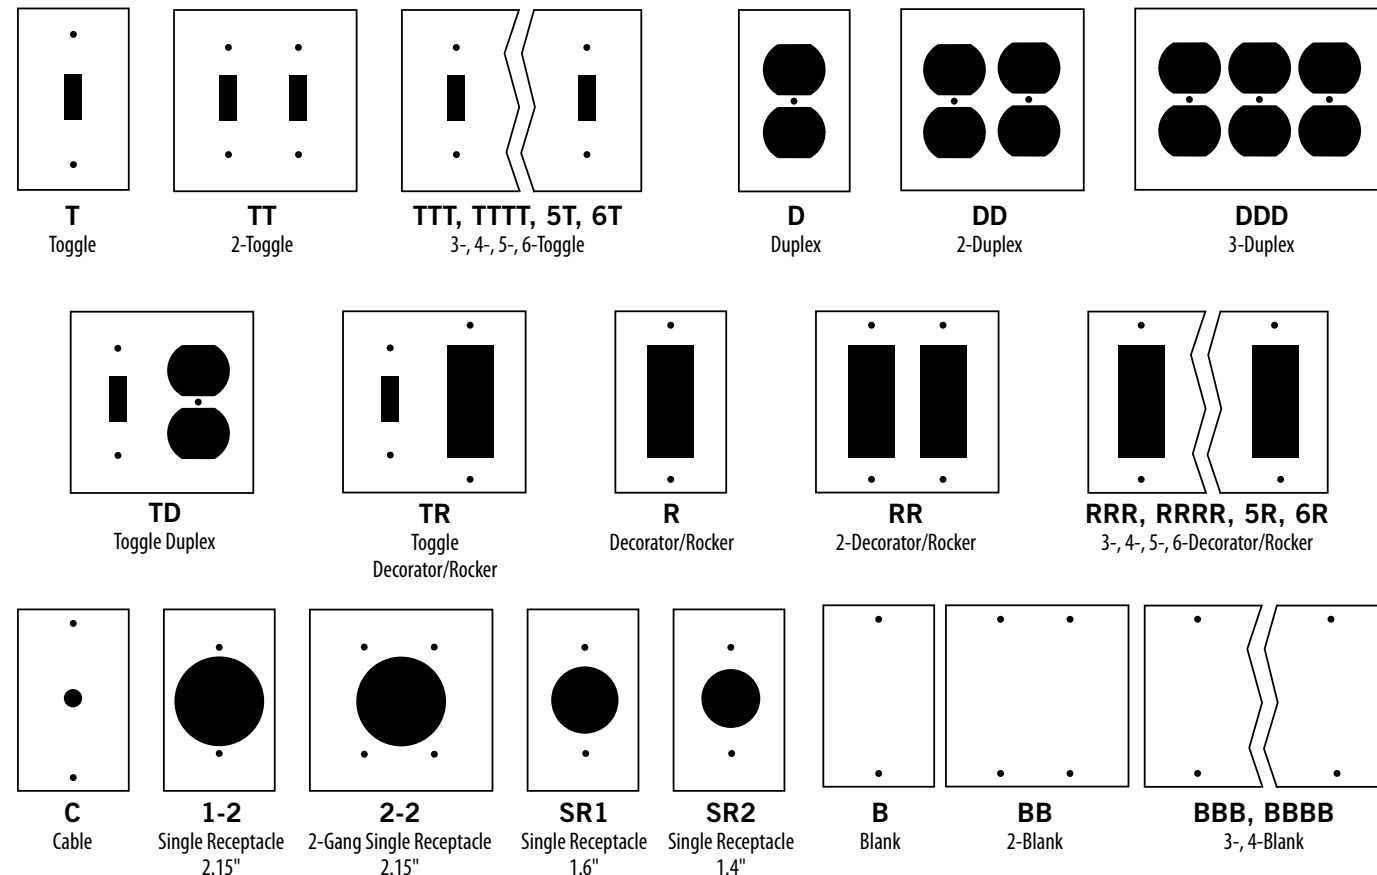 T
Toggle
TT
2-Toggle
TTT, TTTT, 5T, 6T
3-, 4-, 5-, 6-Toggle
D
Duplex
DD
2-Duplex
DDD
3-Duplex
TD
Toggle Duplex
TR
Toggle
Decorator/Rocker
R
Decorator/Rocker
RR
2-Decorator/Rocker
RRR, RRRR, 5R, 6R
3-, 4-, 5-, 6-Decorator/Rocker
C
Cable
1-2
Single Receptacle
2.15"
2-2
2-Gang Single Receptacle
2.15"
SR1
Single Receptacle
1.6"
SR2
Single Receptacle
1.4"
B
Blank
BB
2-Blank
BBB, BBBB
3-, 4-Blank